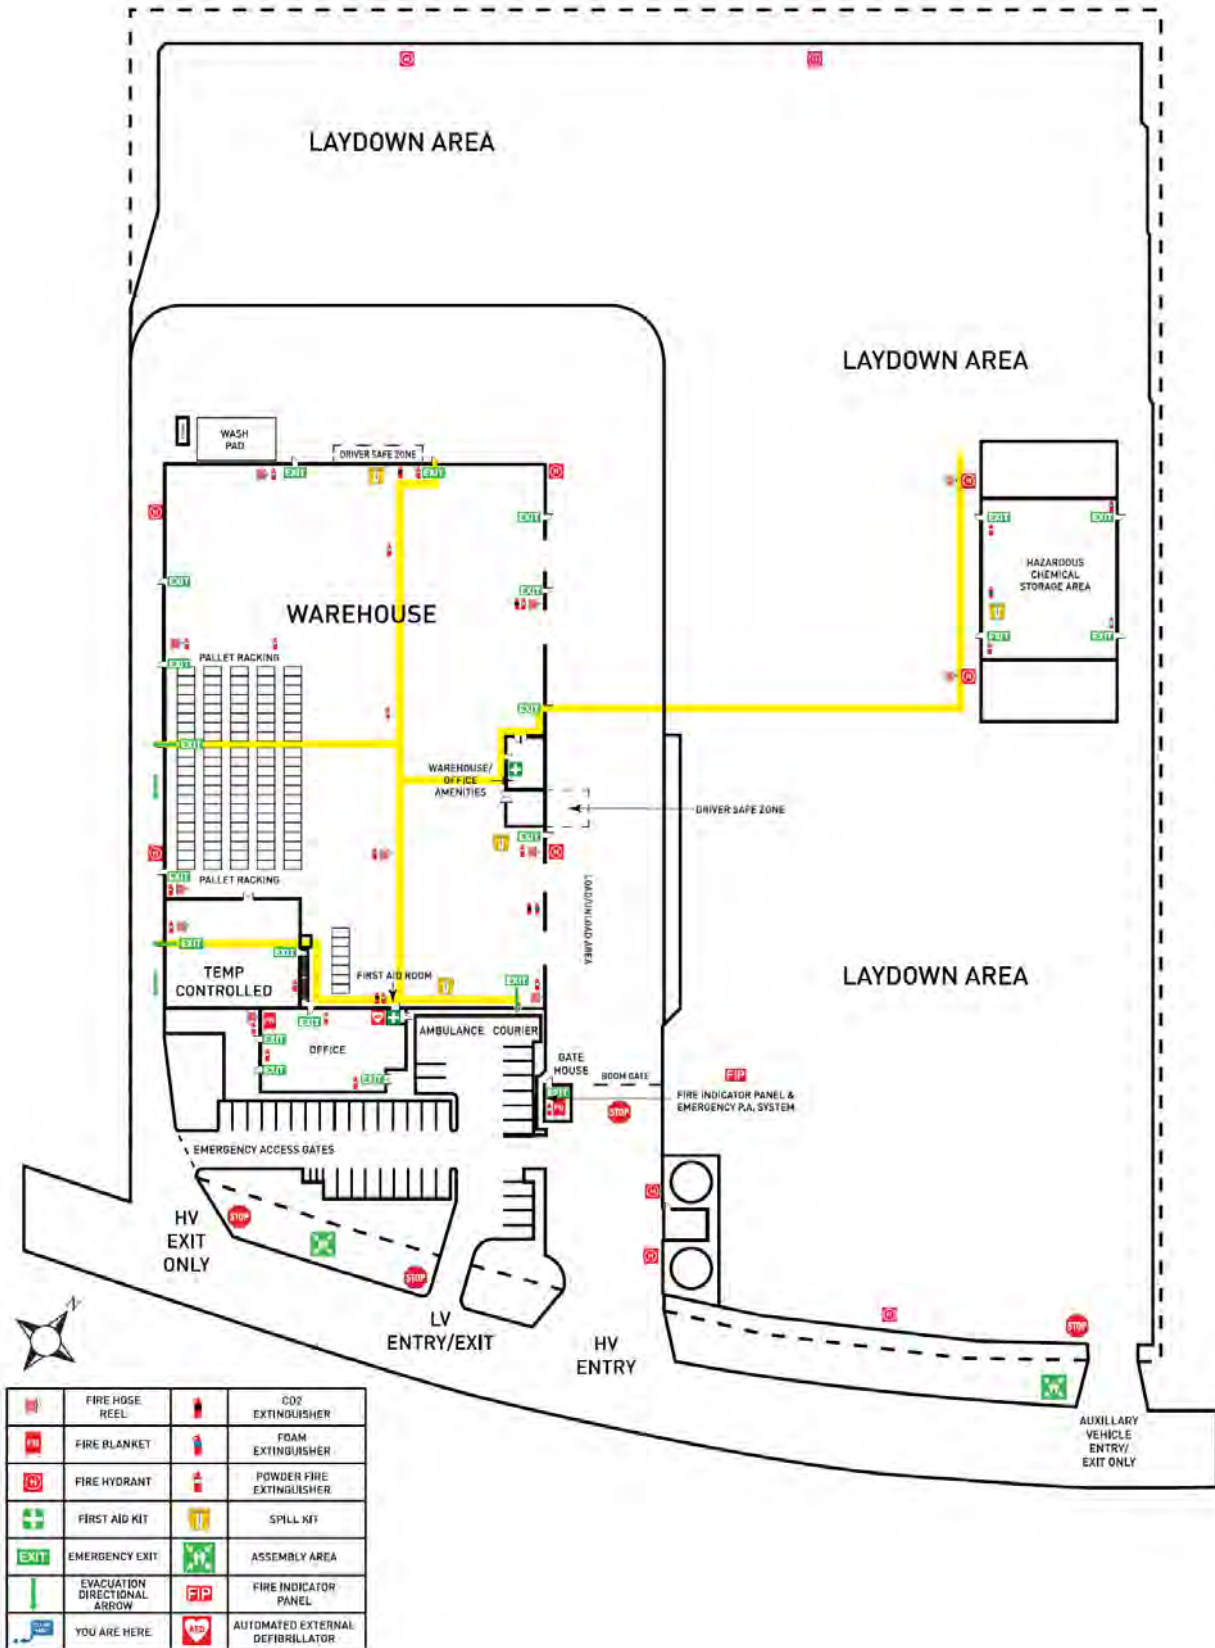 LAYDOWN AREA
LAYDOWN AREA
WASH
PAD
DRIVER SAFE ZONE
EXIT
EXIT
EXIT
EXIT
EXIT
EXIT
EXIT
HAZARDOUS
CHEMICAL
STORAGE AREA
EXIT
EXIT
WAREHOUSE
PALLET RACKING
EXIT
EXIT
EXIT
WAREHOUSE/
OFFICE
AMENITIES
DRIVER SAFE ZONE
EXIT
PALLET RACKING
EXIT
LOAD/UNLOAD AREA
EXIT
EXIT
TEMP
CONTROLLED
FIRST AID ROOM
EXIT
LAYDOWN AREA
FB
EXIT
EXIT
OFFICE
EXIT
EXIT
AMBULANCE COURIER
GATE
HOUSE
BOOM GATE
EXIT
FB
FIP
FIRE INDICATOR PANEL &
EMERGENCY P.A. SYSTEM
STOP
EMERGENCY ACCESS GATES
HV
EXIT
ONLY
STOP
STOP
LV
ENTRY/EXIT
HV
ENTRY
STOP
AUXILLARY
VEHICLE
ENTRY/
EXIT ONLY
N
FIRE HOSE
REEL
CO2
EXTINGUISHER
FB
FIRE BLANKET
FOAM
EXTINGUISHER
H
FIRE HYDRANT
POWDER FIRE
EXTINGUISHER
FIRST AID KIT
SPILL KIT
EXIT
EMERGENCY EXIT
ASSEMBLY AREA
EVACUATION
DIRECTIONAL
ARROW
FIP
FIRE INDICATOR
PANEL
YOU ARE HERE
AED
AUTOMATED EXTERNAL
DEFIBRILLATOR